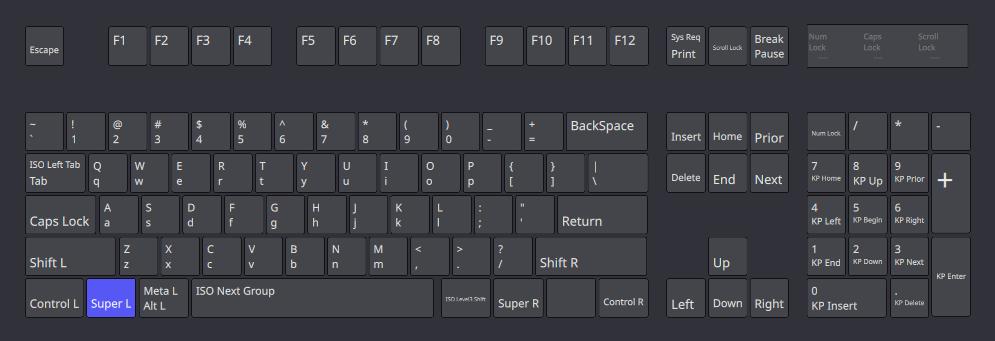 Escape F1 F2 F3 F4 F5 F6 F7 F8 F9 F10 F11 F12 Sys Req Print Scroll Lock Break Pause Num Lock Caps Lock Scroll Lock
~ ` ! 1 @ 2 # 3 $ 4 % 5 ^ 6 & 7 * 8 ( 9 ) 0 _ - + = BackSpace Insert Home Prior Num Lock / * -
ISO Left Tab Tab Q q W w E e R r T t Y y U u I i O o P p { [ } ] | \ Delete End Next 7 KP Home 8 KP Up 9 KP Prior +
Caps Lock A a S s D d F f G g H h J j K k L l : ; " ' Return 4 KP Left 5 KP Begin 6 KP Right
Shift L Z z X x C c V v B b N n M m < , > . ? / Shift R Up 1 KP End 2 KP Down 3 KP Next KP Enter
Control L Super L Meta L Alt L ISO Next Group ISO Level3 Shift Super R Control R Left Down Right 0 KP Insert . KP Delete